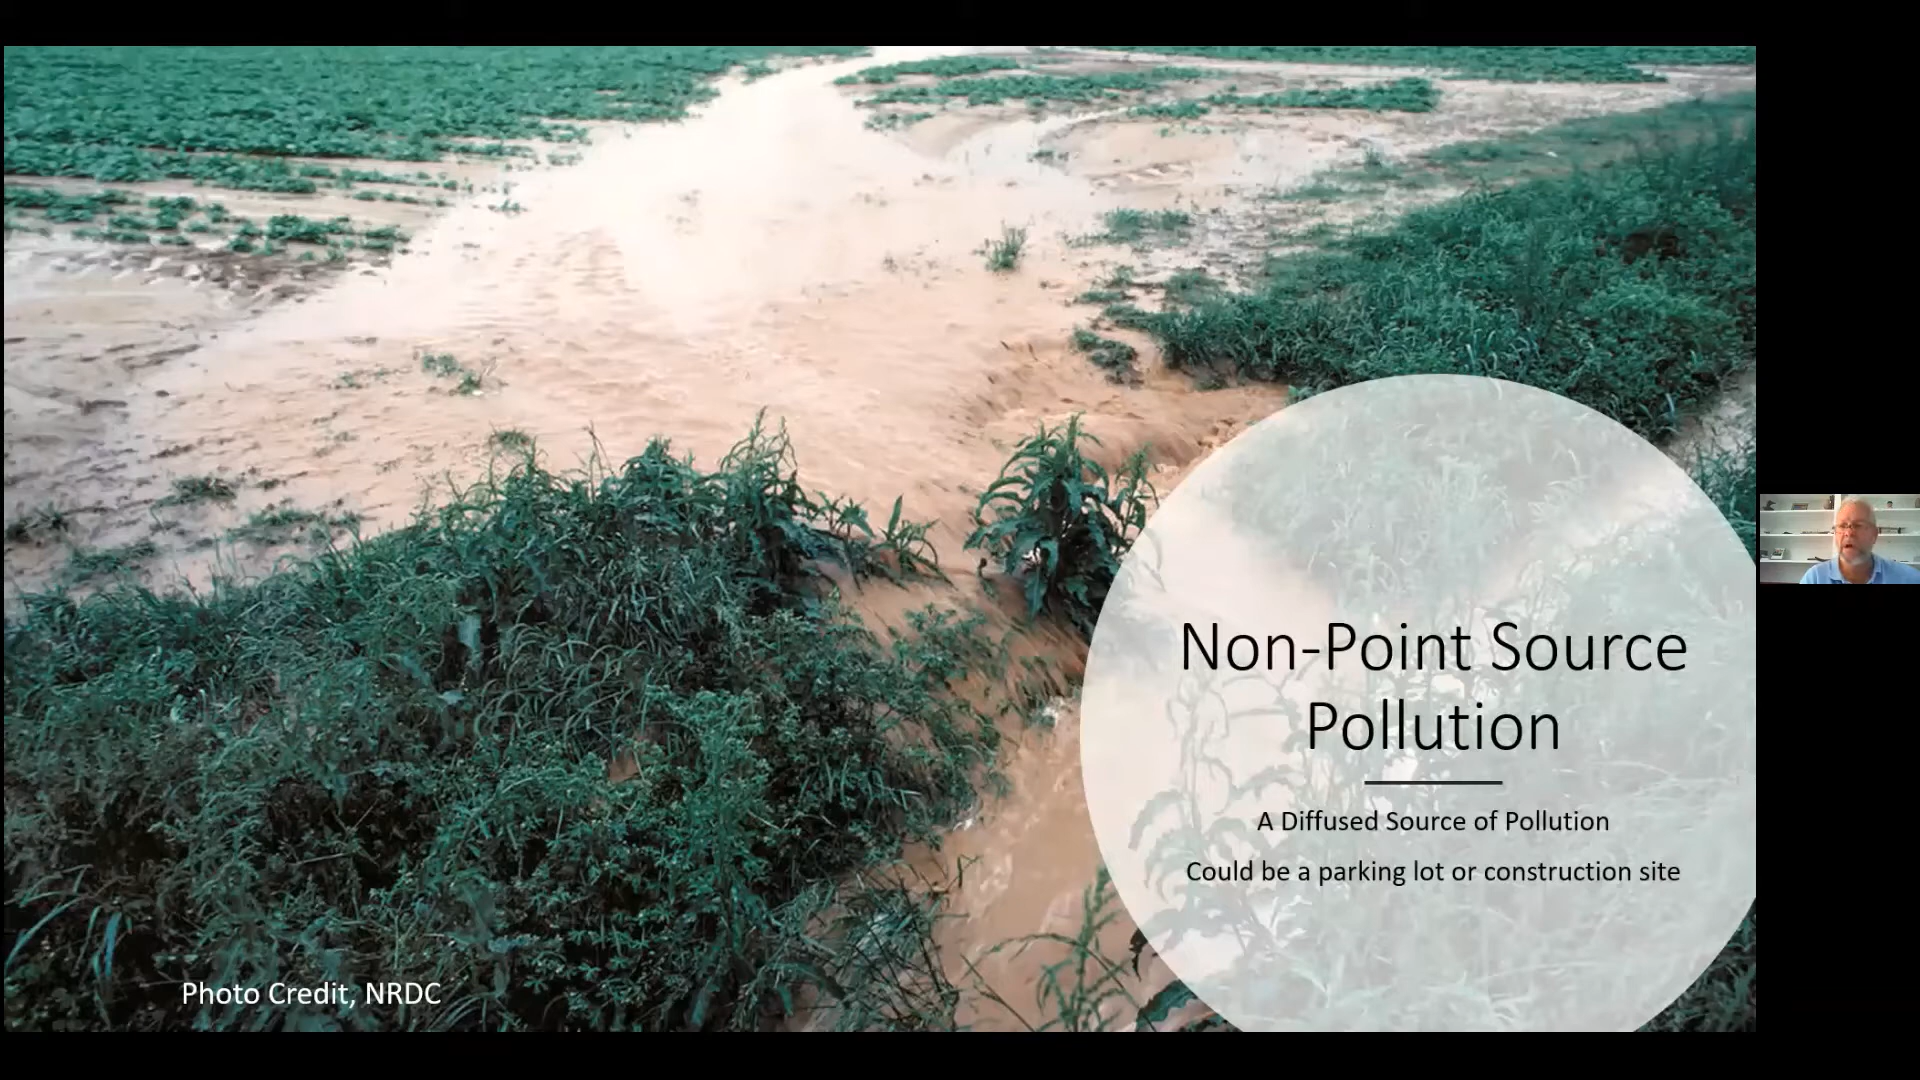 Non-Point Source
Pollution
A Diffused Source of Pollution
Could be a parking lot or construction site
Photo Credit, NRDC